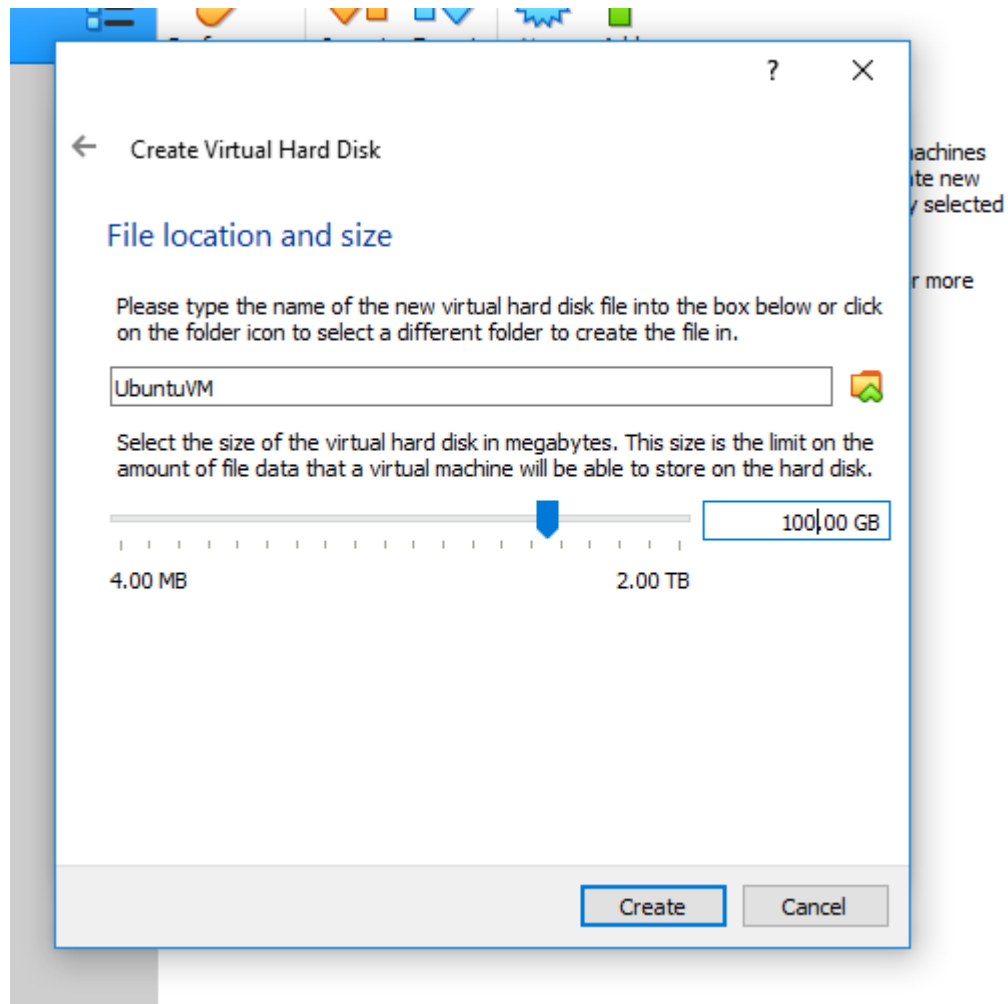 ?
Create Virtual Hard Disk
File location and size
Please type the name of the new virtual hard disk file into the box below or click
on the folder icon to select a different folder to create the file in.
UbuntuVM
Select the size of the virtual hard disk in megabytes. This size is the limit on the
amount of file data that a virtual machine will be able to store on the hard disk.
100.00 GB
4.00 MB 2.00 TB
Create Cancel
selected
r more